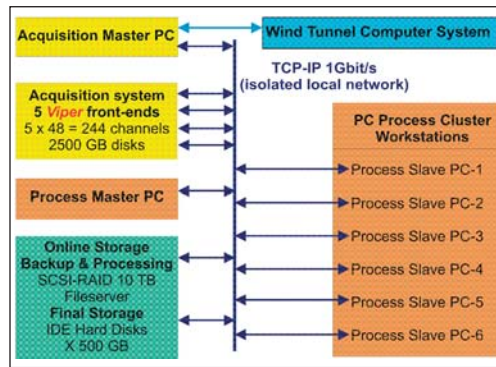 Acquisition Master PC
Wind Tunnel Computer System
TCP-IP 1Gbit/s
(isolated local network)
Acquisition system
5 Viper front-ends
5 x 48 = 244 channels
2500 GB disks
Process Master PC
Online Storage
Backup & Processing
SCSI-RAID 10 TB
Fileserver
Final Storage
IDE Hard Disks
X 500 GB
PC Process Cluster
Workstations
Process Slave PC-1
Process Slave PC-2
Process Slave PC-3
Process Slave PC-4
Process Slave PC-5
Process Slave PC-6